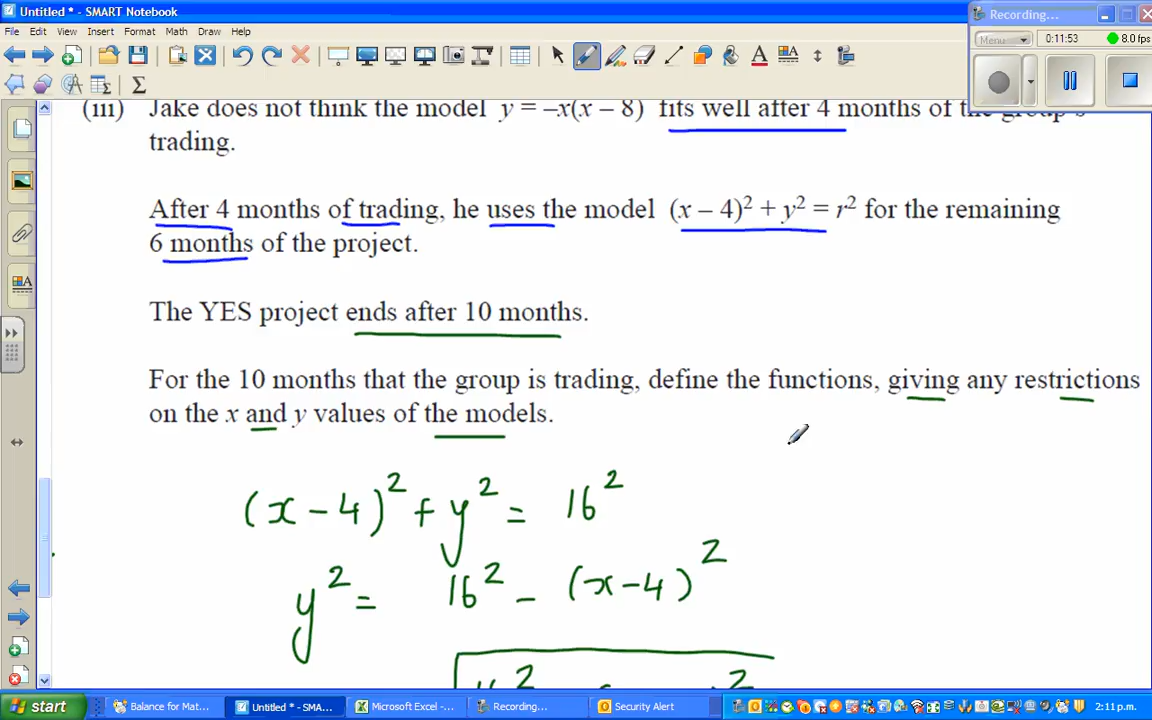 Untitled * - SMART Notebook
Recording...
File Edit View Insert Format Math Draw Help
Menu 0:11:53 8.0 fps
(iii) Jake does not think the model y = –x(x – 8) fits well after 4 months of the group's
trading.
After 4 months of trading, he uses the model (x – 4)² + y² = r² for the remaining
6 months of the project.
The YES project ends after 10 months.
For the 10 months that the group is trading, define the functions, giving any restrictions
on the x and y values of the models.
(x – 4)² + y² = 16²
y² = 16² – (x – 4)²
start Balance for Mat... Untitled * - SMA... Microsoft Excel -... Recording... Security Alert 2:11 p.m.